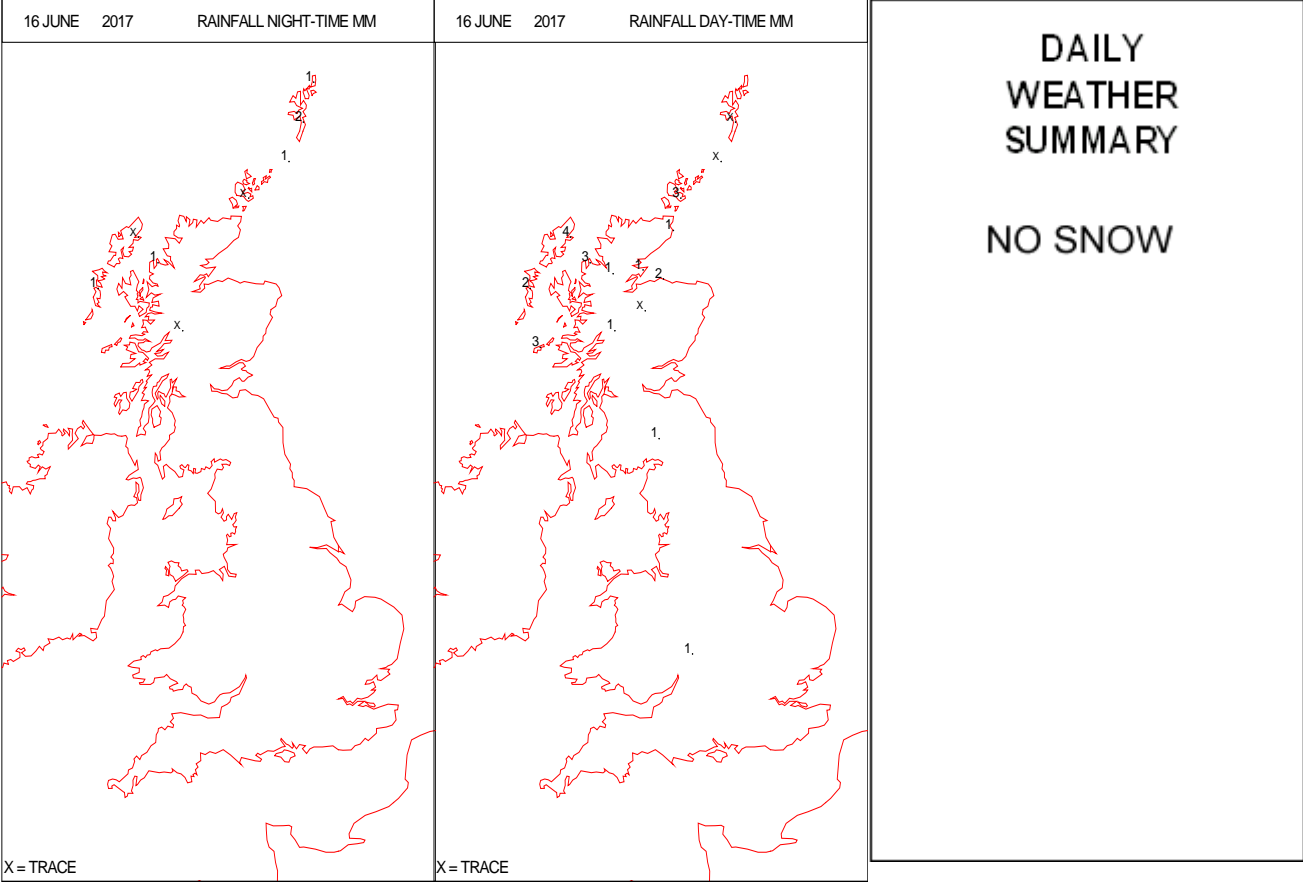 16 JUNE 2017 RAINFALL NIGHT-TIME MM
1
2
1
X
X
1
1
X
X = TRACE
16 JUNE 2017 RAINFALL DAY-TIME MM
X
X
3
1
4
3
1
1
2
2
X
1
3
1
1
X = TRACE
DAILY
WEATHER
SUMMARY
NO SNOW